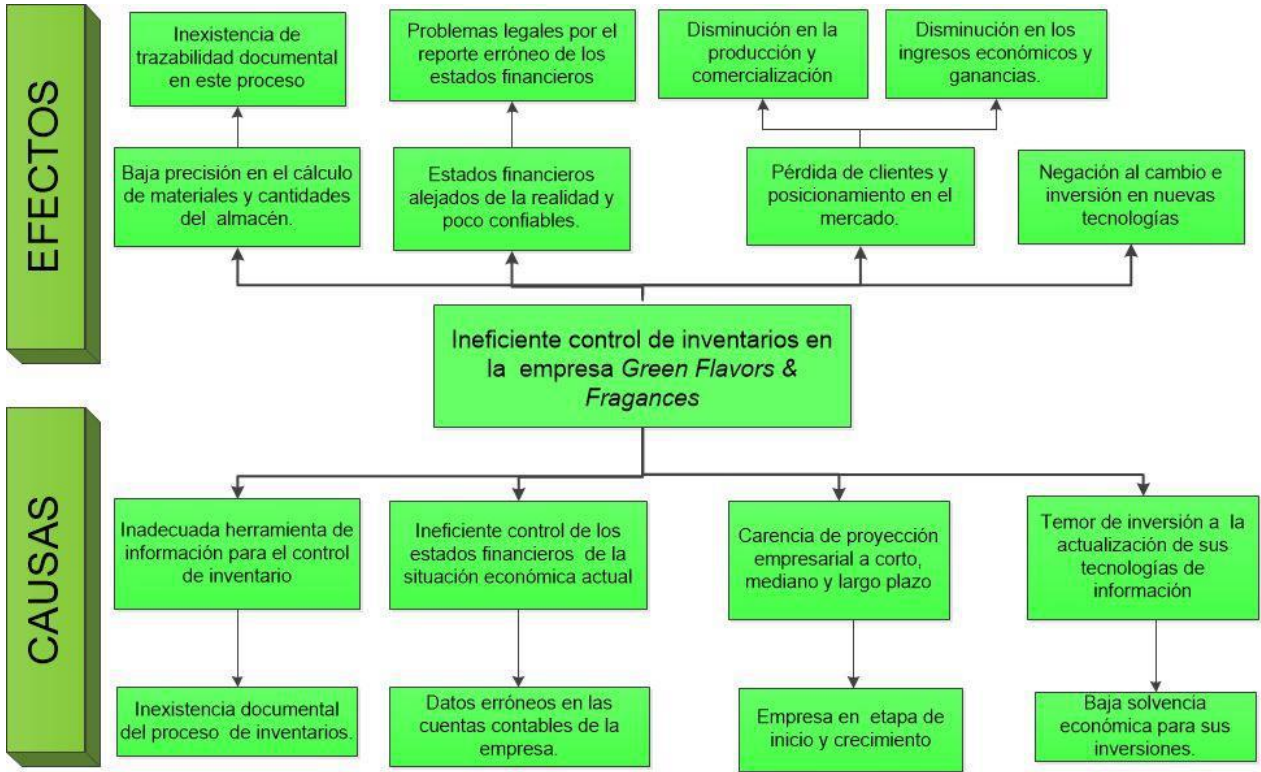 EFECTOS
Inexistencia de
trazabilidad documental
en este proceso
Problemas legales por el
reporte erróneo de los
estados financieros
Disminución en la
producción y
comercialización
Disminución en los
ingresos económicos y
ganancias.
Baja precisión en el cálculo
de materiales y cantidades
del almacén.
Estados financieros
alejados de la realidad y
poco confiables.
Pérdida de clientes y
posicionamiento en el
mercado.
Negación al cambio e
inversión en nuevas
tecnologías
Ineficiente control de inventarios en
la empresa Green Flavors &
Fragances
CAUSAS
Inadecuada herramienta de
información para el control
de inventario
Ineficiente control de los
estados financieros de la
situación económica actual
Carencia de proyección
empresarial a corto,
mediano y largo plazo
Temor de inversión a la
actualización de sus
tecnologías de
información
Inexistencia documental
del proceso de inventarios.
Datos erróneos en las
cuentas contables de la
empresa.
Empresa en etapa de
inicio y crecimiento
Baja solvencia
económica para sus
inversiones.